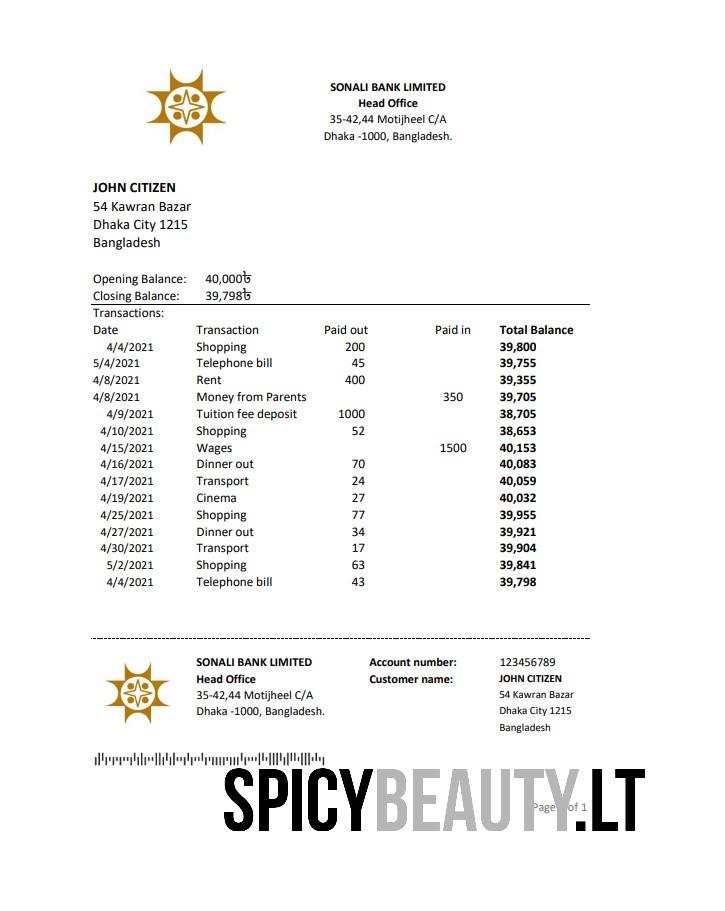 SONALI BANK LIMITED
Head Office
35-42,44 Motijheel C/A
Dhaka -1000, Bangladesh.
JOHN CITIZEN
54 Kawran Bazar
Dhaka City 1215
Bangladesh
Opening Balance: 40,000৳
Closing Balance: 39,798৳
Transactions:
Date Transaction Paid out Paid in Total Balance
4/4/2021 Shopping 200 39,800
5/4/2021 Telephone bill 45 39,755
4/8/2021 Rent 400 39,355
4/8/2021 Money from Parents 350 39,705
4/9/2021 Tuition fee deposit 1000 38,705
4/10/2021 Shopping 52 38,653
4/15/2021 Wages 1500 40,153
4/16/2021 Dinner out 70 40,083
4/17/2021 Transport 24 40,059
4/19/2021 Cinema 27 40,032
4/25/2021 Shopping 77 39,955
4/27/2021 Dinner out 34 39,921
4/30/2021 Transport 17 39,904
5/2/2021 Shopping 63 39,841
4/4/2021 Telephone bill 43 39,798
SONALI BANK LIMITED Account number: 123456789
Head Office Customer name: JOHN CITIZEN
35-42,44 Motijheel C/A 54 Kawran Bazar
Dhaka -1000, Bangladesh. Dhaka City 1215
Bangladesh
SPICYBEAUTY.LT
Page of 1